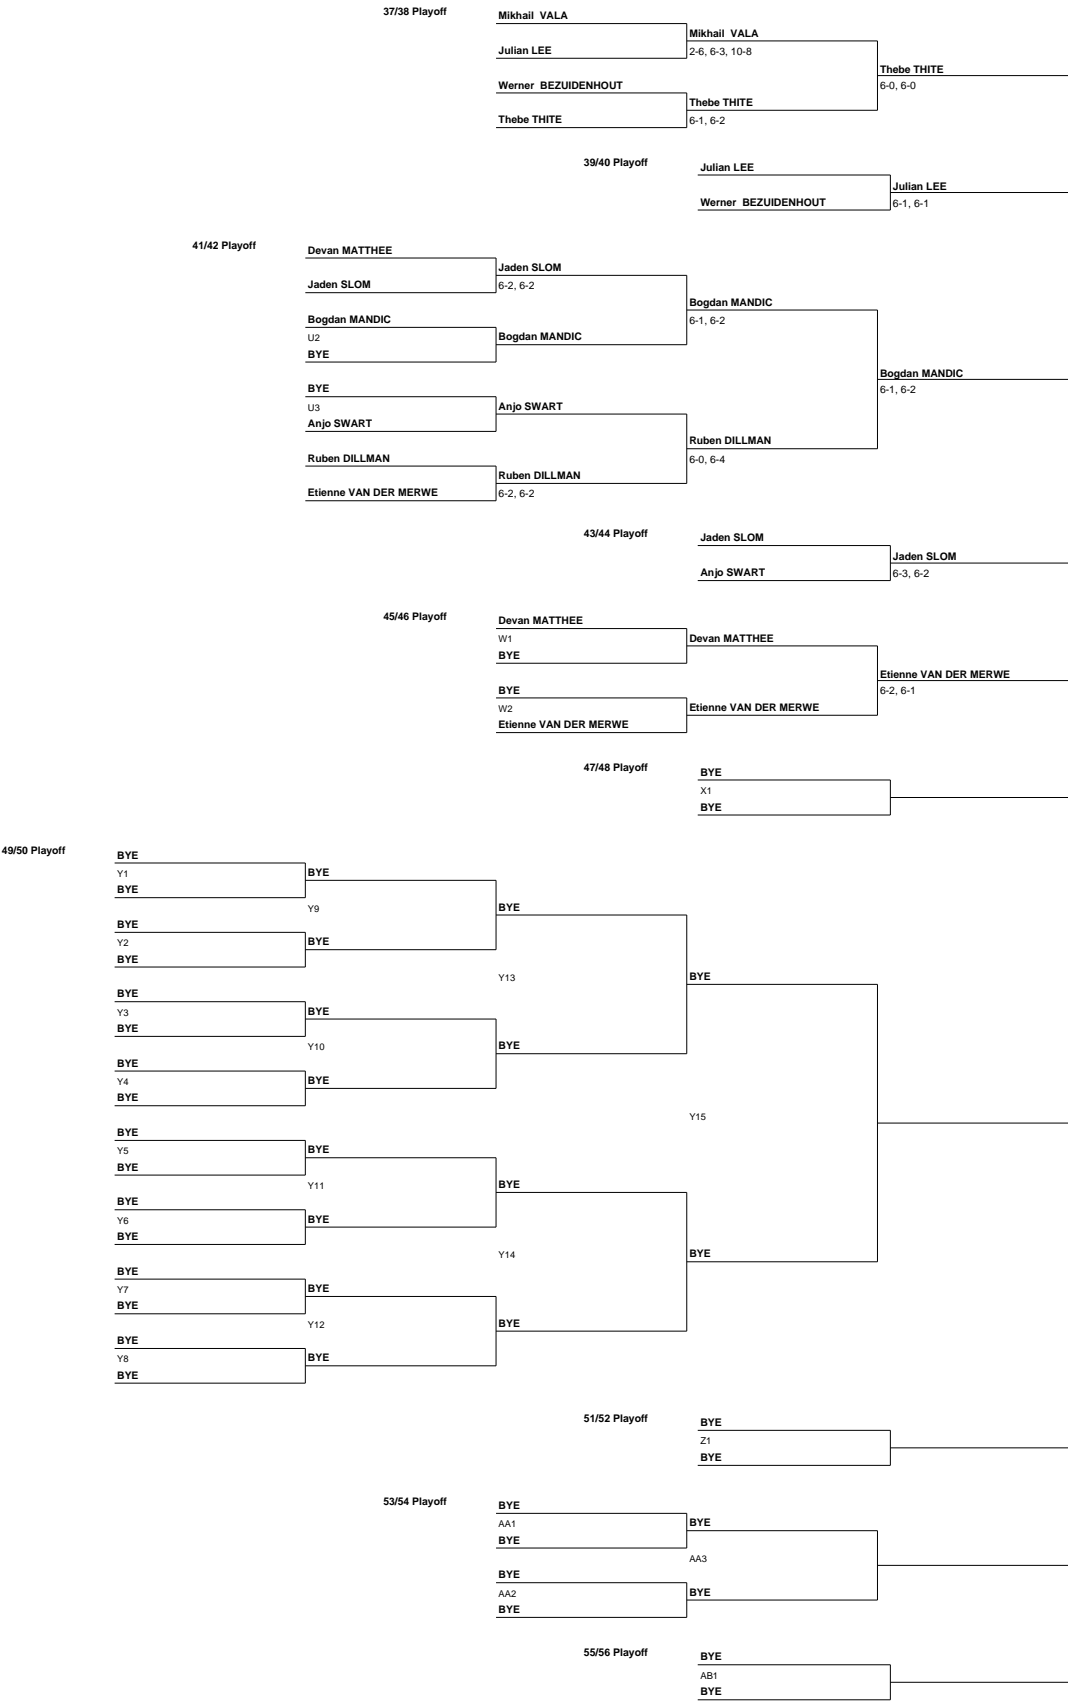 37/38 Playoff
Mikhail  VALA
Mikhail  VALA
Julian LEE
2-6, 6-3, 10-8
Thebe THITE
6-0, 6-0
Werner  BEZUIDENHOUT
Thebe THITE
Thebe THITE
6-1, 6-2
39/40 Playoff
Julian LEE
Julian LEE
Werner  BEZUIDENHOUT
6-1, 6-1
41/42 Playoff
Devan MATTHEE
Jaden SLOM
Jaden SLOM
6-2, 6-2
Bogdan MANDIC
6-1, 6-2
Bogdan MANDIC
U2
Bogdan MANDIC
BYE
Bogdan MANDIC
6-1, 6-2
BYE
U3
Anjo SWART
Anjo SWART
Ruben DILLMAN
6-0, 6-4
Ruben DILLMAN
Ruben DILLMAN
Etienne VAN DER MERWE
6-2, 6-2
43/44 Playoff
Jaden SLOM
Jaden SLOM
Anjo SWART
6-3, 6-2
45/46 Playoff
Devan MATTHEE
W1
Devan MATTHEE
BYE
Etienne VAN DER MERWE
6-2, 6-1
BYE
W2
Etienne VAN DER MERWE
Etienne VAN DER MERWE
47/48 Playoff
BYE
X1
BYE
49/50 Playoff
BYE
Y1
BYE
BYE
Y9
BYE
BYE
Y2
BYE
BYE
Y13
BYE
BYE
Y3
BYE
BYE
Y10
BYE
BYE
Y4
BYE
BYE
Y15
BYE
Y5
BYE
BYE
Y11
BYE
BYE
Y6
BYE
BYE
Y14
BYE
BYE
Y7
BYE
BYE
Y12
BYE
BYE
Y8
BYE
BYE
51/52 Playoff
BYE
Z1
BYE
53/54 Playoff
BYE
AA1
BYE
BYE
AA3
BYE
AA2
BYE
BYE
55/56 Playoff
BYE
AB1
BYE